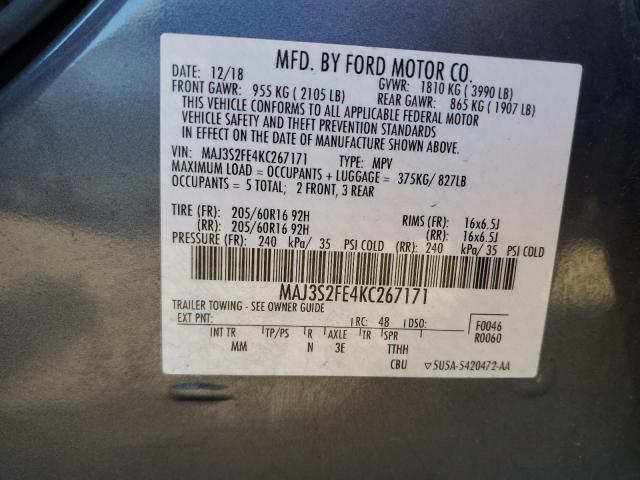 MFD. BY FORD MOTOR CO.
DATE: 12/18 GVWR: 1810 KG ( 3990 LB)
FRONT GAWR: 955 KG ( 2105 LB) REAR GAWR: 865 KG ( 1907 LB)
THIS VEHICLE CONFORMS TO ALL APPLICABLE FEDERAL MOTOR
VEHICLE SAFETY AND THEFT PREVENTION STANDARDS
IN EFFECT ON THE DATE OF MANUFACTURE SHOWN ABOVE.
VIN: MAJ3S2FE4KC267171 TYPE: MPV
MAXIMUM LOAD = OCCUPANTS + LUGGAGE = 375KG/ 827LB
OCCUPANTS = 5 TOTAL; 2 FRONT, 3 REAR
TIRE (FR): 205/60R16 92H RIMS (FR): 16x6.5J
(RR): 205/60R16 92H (RR): 16x6.5J
PRESSURE (FR): 240 kPa/ 35 PSI COLD (RR): 240 kPa/ 35 PSI COLD
MAJ3S2FE4KC267171
TRAILER TOWING - SEE OWNER GUIDE
EXT PNT: RC: 48 DSO: F0046
R0060
INT TR TP/PS R AXLE TR SPR
MM N 3E TTHH
CBU 5U5A-5420472-AA